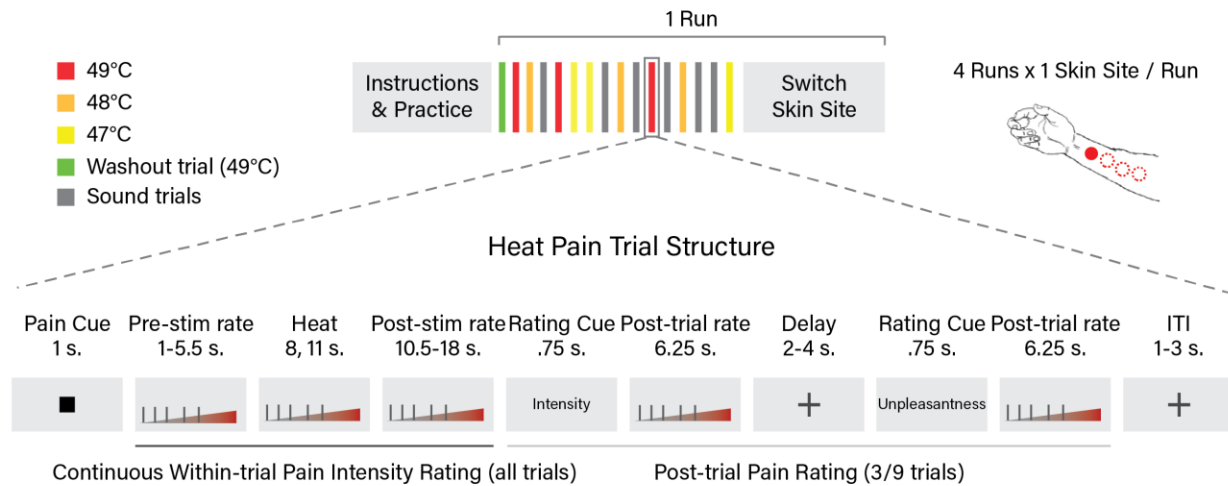 1 Run
49°C
48°C
47°C
Washout trial (49°C)
Sound trials
Instructions
& Practice
Switch
Skin Site
4 Runs x 1 Skin Site / Run
Heat Pain Trial Structure
Pain Cue
1 s.
Pre-stim rate
1-5.5 s.
Heat
8, 11 s.
Post-stim rate
10.5-18 s.
Rating Cue
.75 s.
Post-trial rate
6.25 s.
Delay
2-4 s.
Rating Cue
.75 s.
Post-trial rate
6.25 s.
ITI
1-3 s.
Intensity
Unpleasantness
Continuous Within-trial Pain Intensity Rating (all trials)
Post-trial Pain Rating (3/9 trials)